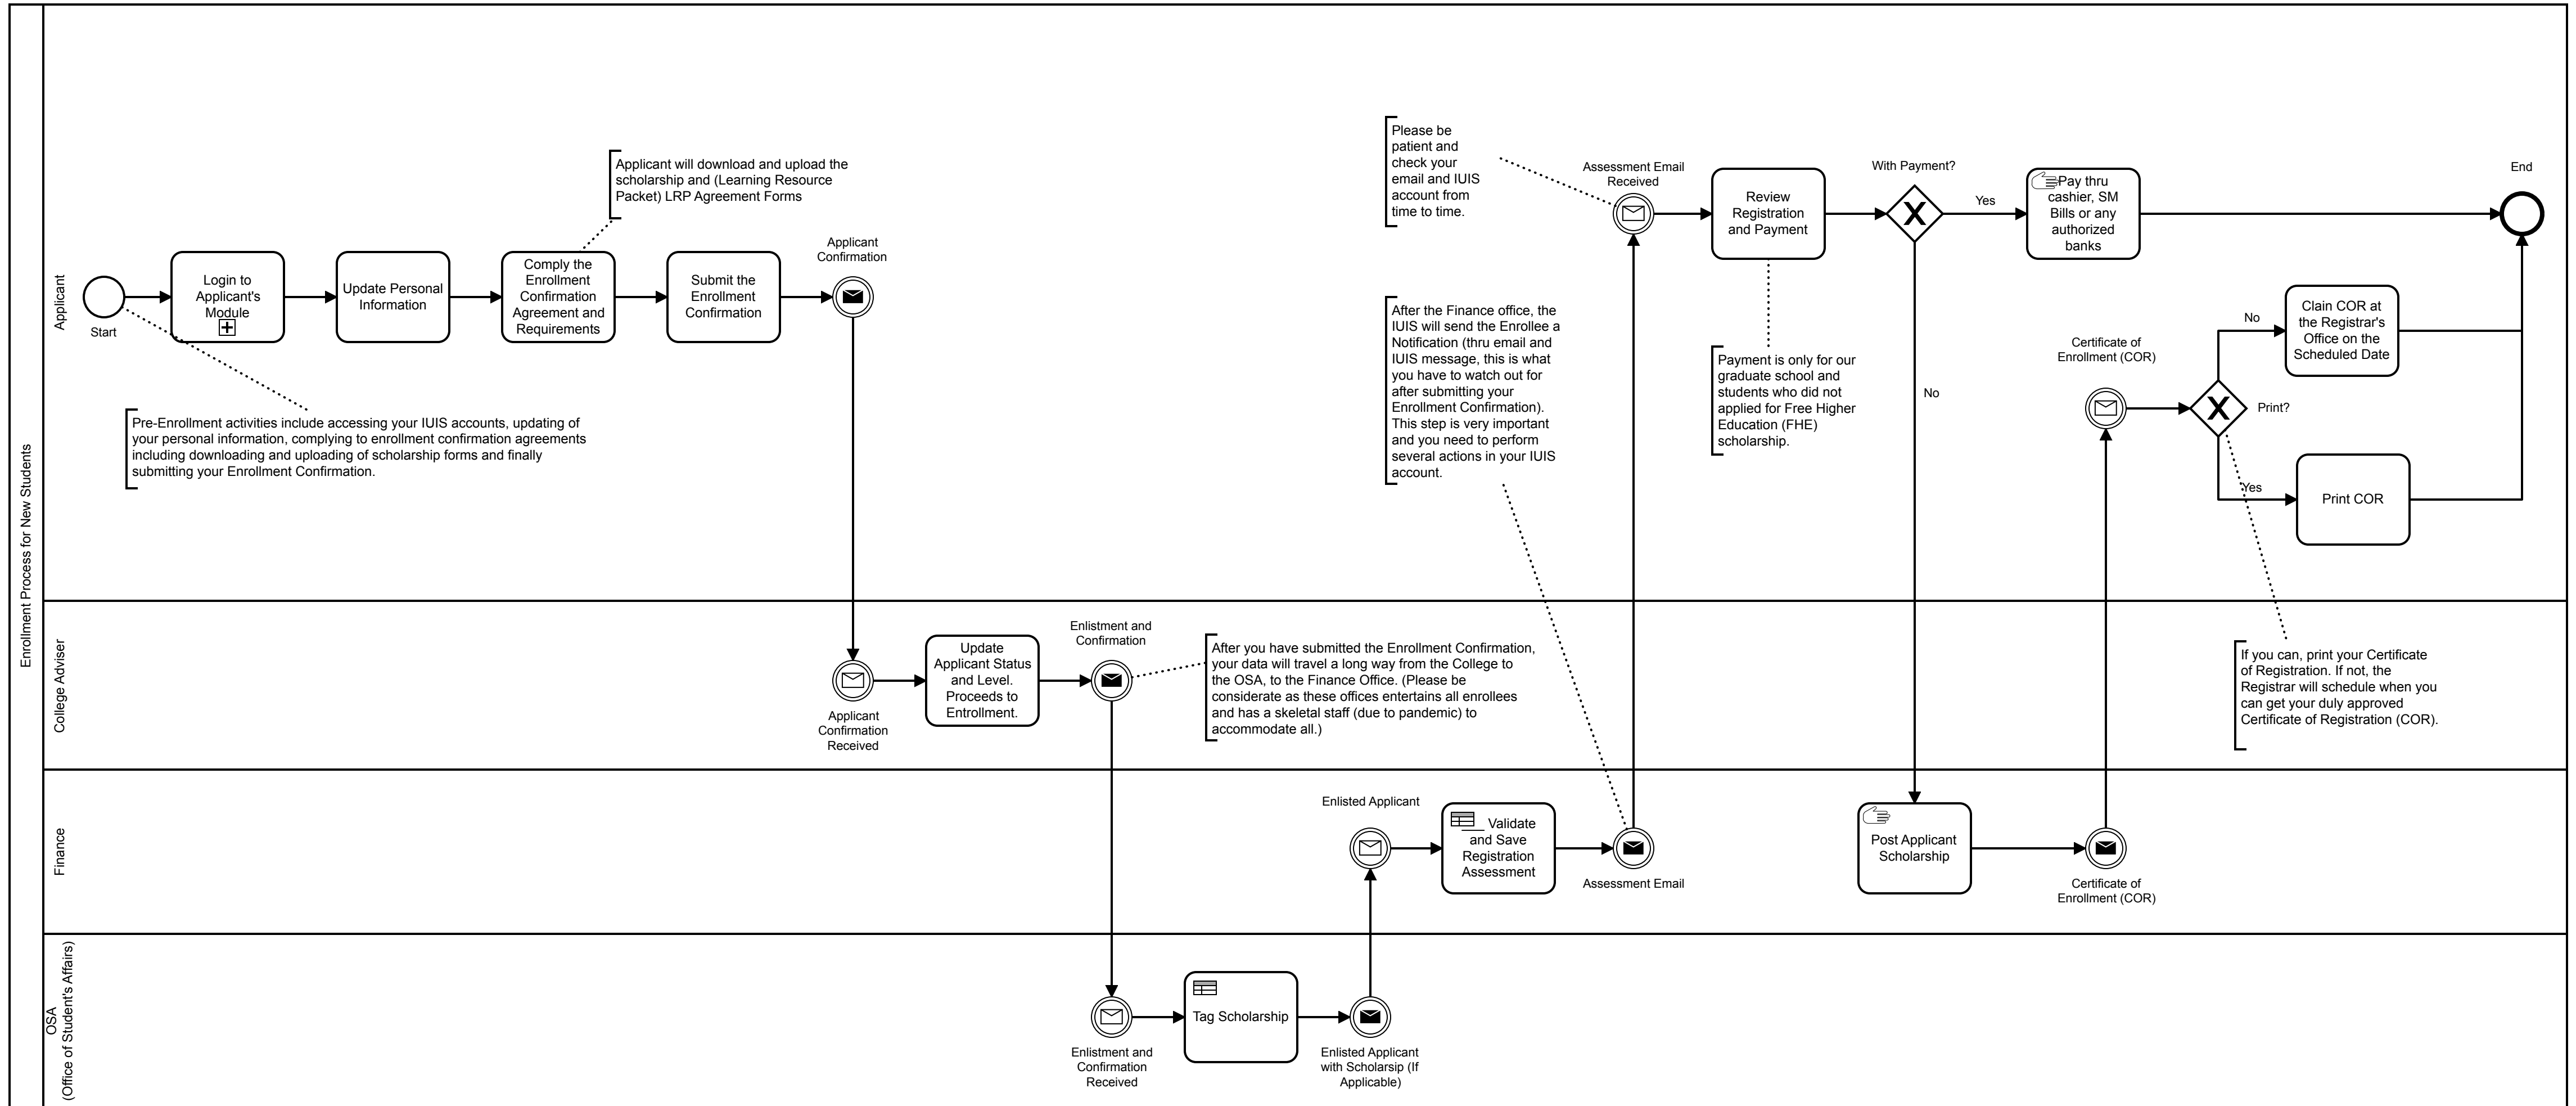 Enrollment Process for New Students
Applicant
Start
Login to
Applicant's
Module
Update Personal
Information
Comply the
Enrollment
Confirmation
Agreement and
Requirements
Submit the
Enrollment
Confirmation
Applicant
Confirmation
Applicant will download and upload the
scholarship and (Learning Resource
Packet) LRP Agreement Forms
Pre-Enrollment activities include accessing your IUIS accounts, updating of
your personal information, complying to enrollment confirmation agreements
including downloading and uploading of scholarship forms and finally
submitting your Enrollment Confirmation.
Please be
patient and
check your
email and IUIS
account from
time to time.
After the Finance office, the
IUIS will send the Enrollee a
Notification (thru email and
IUIS message, this is what
you have to watch out for
after submitting your
Enrollment Confirmation).
This step is very important
and you need to perform
several actions in your IUIS
account.
Assessment Email
Received
Review
Registration
and Payment
Payment is only for our
graduate school and
students who did not
applied for Free Higher
Education (FHE)
scholarship.
With Payment?
Yes
No
Pay thru
cashier, SM
Bills or any
authorized
banks
End
Certificate of
Enrollment (COR)
Print?
No
Yes
Clain COR at
the Registrar's
Office on the
Scheduled Date
Print COR
College Adviser
Applicant
Confirmation
Received
Update
Applicant Status
and Level.
Proceeds to
Entrollment.
Enlistment and
Confirmation
After you have submitted the Enrollment Confirmation,
your data will travel a long way from the College to
the OSA, to the Finance Office. (Please be
considerate as these offices entertains all enrollees
and has a skeletal staff (due to pandemic) to
accommodate all.)
If you can, print your Certificate
of Registration. If not, the
Registrar will schedule when you
can get your duly approved
Certificate of Registration (COR).
Finance
Enlisted Applicant
___ Validate
and Save
Registration
Assessment
Assessment Email
Post Applicant
Scholarship
Certificate of
Enrollment (COR)
OSA
(Office of Student's Affairs)
Enlistment and
Confirmation
Received
Tag Scholarship
Enlisted Applicant
with Scholarsip (If
Applicable)